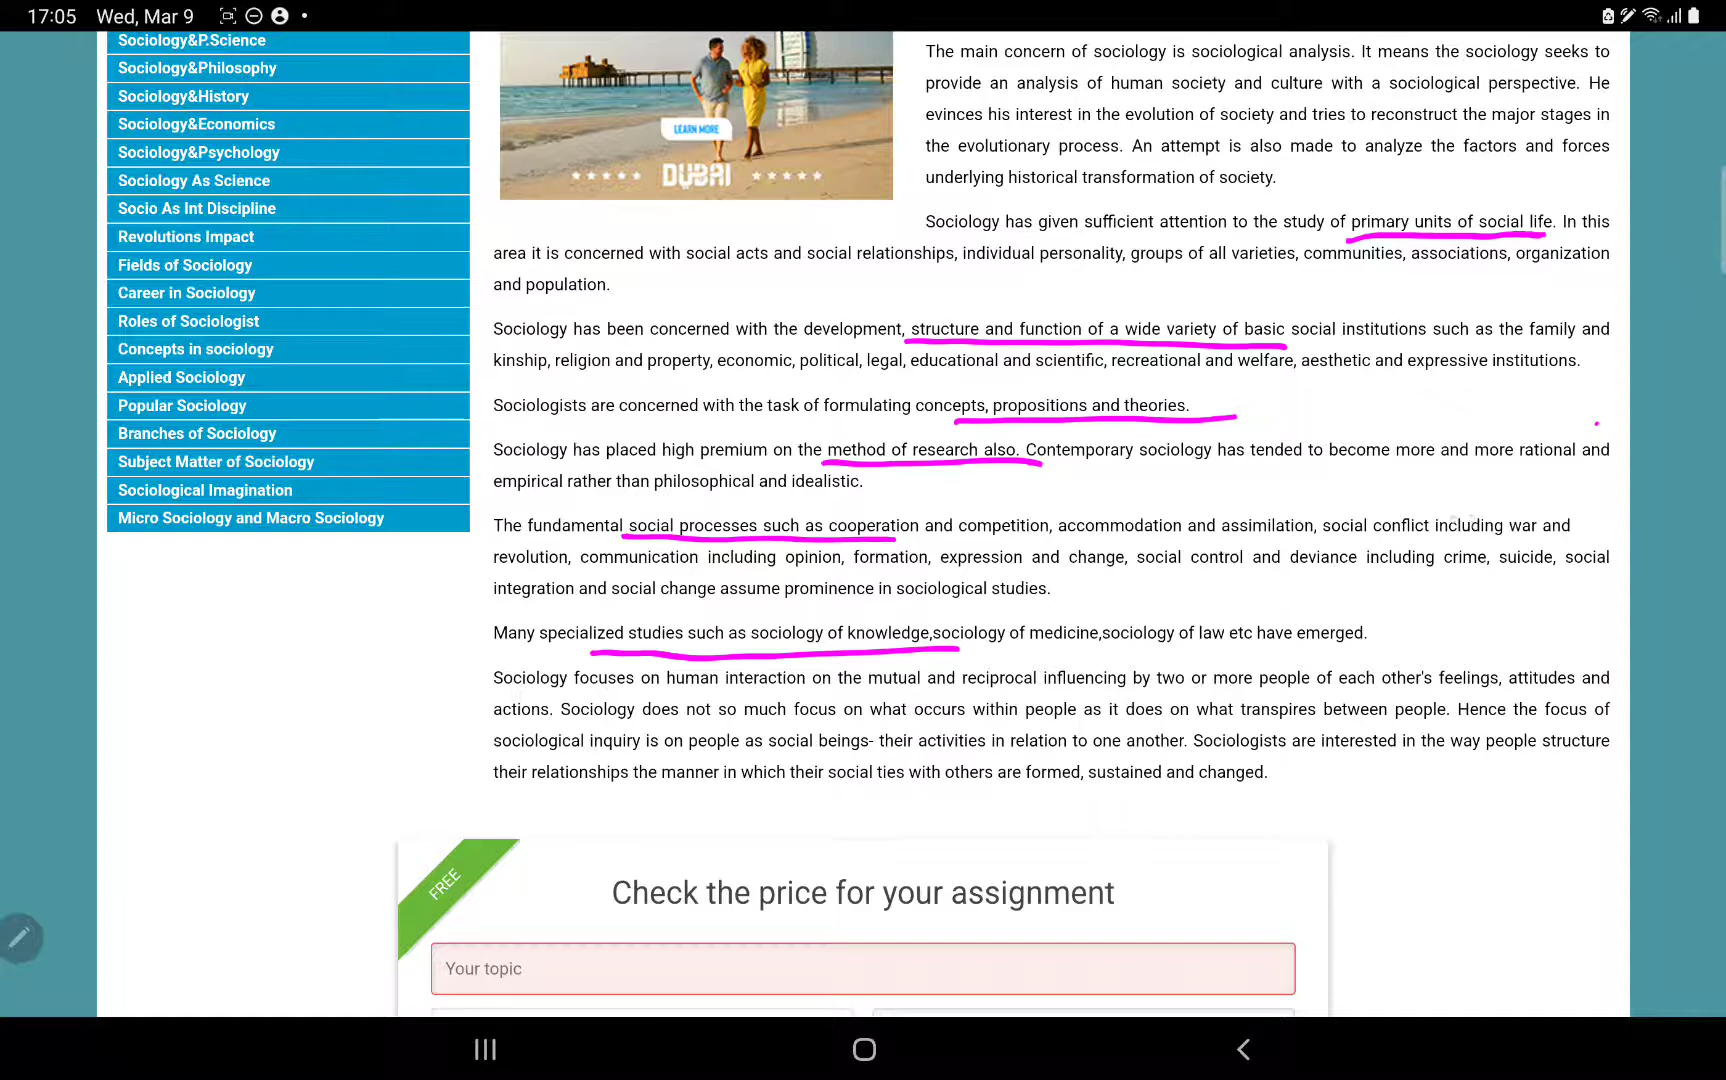 17:05 Wed, Mar 9
Sociology&P.Science
Sociology&Philosophy
Sociology&History
Sociology&Economics
Sociology&Psychology
Sociology As Science
Socio As Int Discipline
Revolutions Impact
Fields of Sociology
Career in Sociology
Roles of Sociologist
Concepts in sociology
Applied Sociology
Popular Sociology
Branches of Sociology
Subject Matter of Sociology
Sociological Imagination
Micro Sociology and Macro Sociology
LEARN MORE
DUBAI
The main concern of sociology is sociological analysis. It means the sociology seeks to
provide an analysis of human society and culture with a sociological perspective. He
evinces his interest in the evolution of society and tries to reconstruct the major stages in
the evolutionary process. An attempt is also made to analyze the factors and forces
underlying historical transformation of society.
Sociology has given sufficient attention to the study of primary units of social life. In this
area it is concerned with social acts and social relationships, individual personality, groups of all varieties, communities, associations, organization
and population.
Sociology has been concerned with the development, structure and function of a wide variety of basic social institutions such as the family and
kinship, religion and property, economic, political, legal, educational and scientific, recreational and welfare, aesthetic and expressive institutions.
Sociologists are concerned with the task of formulating concepts, propositions and theories.
Sociology has placed high premium on the method of research also. Contemporary sociology has tended to become more and more rational and
empirical rather than philosophical and idealistic.
The fundamental social processes such as cooperation and competition, accommodation and assimilation, social conflict including war and
revolution, communication including opinion, formation, expression and change, social control and deviance including crime, suicide, social
integration and social change assume prominence in sociological studies.
Many specialized studies such as sociology of knowledge,sociology of medicine,sociology of law etc have emerged.
Sociology focuses on human interaction on the mutual and reciprocal influencing by two or more people of each other's feelings, attitudes and
actions. Sociology does not so much focus on what occurs within people as it does on what transpires between people. Hence the focus of
sociological inquiry is on people as social beings- their activities in relation to one another. Sociologists are interested in the way people structure
their relationships the manner in which their social ties with others are formed, sustained and changed.
FREE
Check the price for your assignment
Your topic